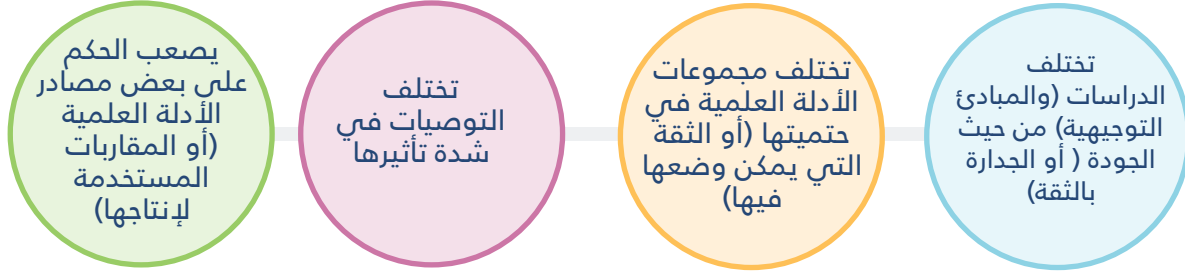 تختلف
الدراسات (والمبادئ
التوجيهية) من حيث
الجودة ( أو الجدارة
بالثقة)
تختلف مجموعات
الأدلة العلمية في
حتميتها (أو الثقة
التي يمكن وضعها
فيها)
تختلف
التوصيات في
شدة تأثيرها
يصعب الحكم
على بعض مصادر
الأدلة العلمية
(أو المقاربات
المستخدمة
لإنتاجها)